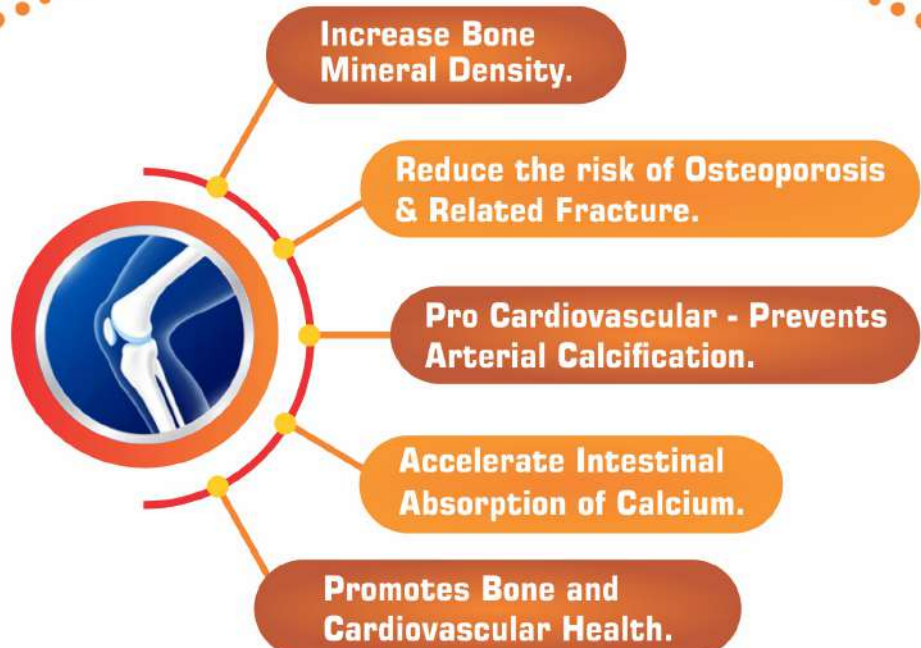 Increase Bone
Mineral Density.
Reduce the risk of Osteoporosis
& Related Fracture.
Pro Cardiovascular - Prevents
Arterial Calcification.
Accelerate Intestinal
Absorption of Calcium.
Promotes Bone and
Cardiovascular Health.